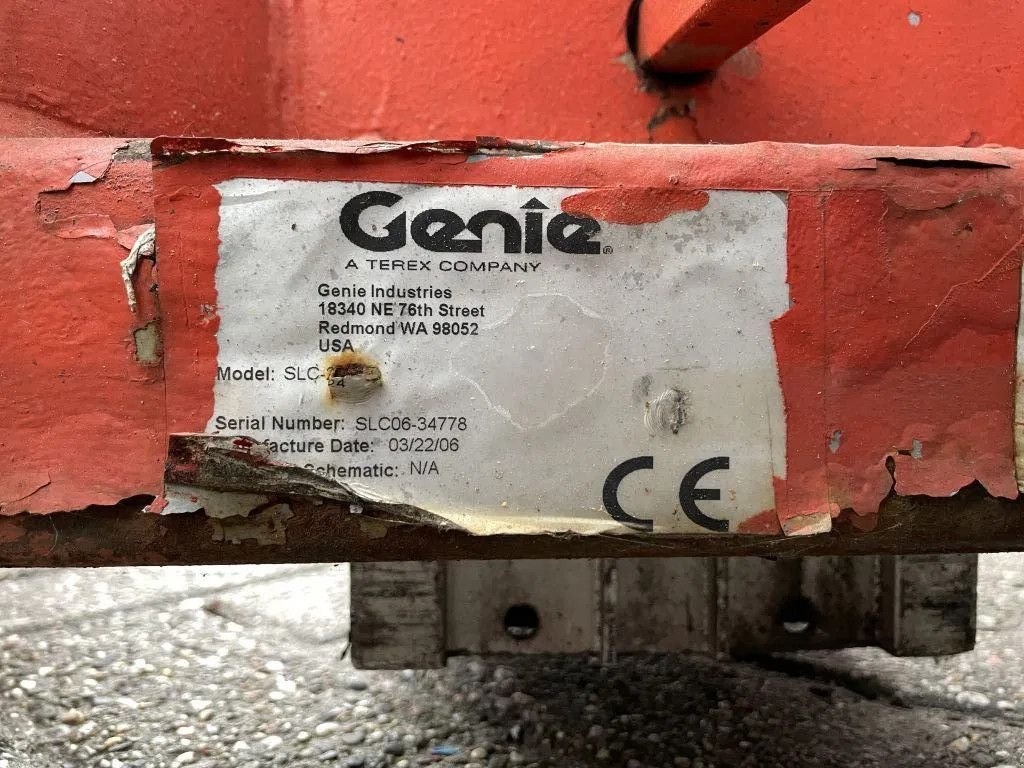 Genie®
A TEREX COMPANY
Genie Industries
18340 NE 76th Street
Redmond WA 98052
USA
Model: SLC-
Serial Number: SLC06-34778
facture Date: 03/22/06
Schematic: N/A
CE